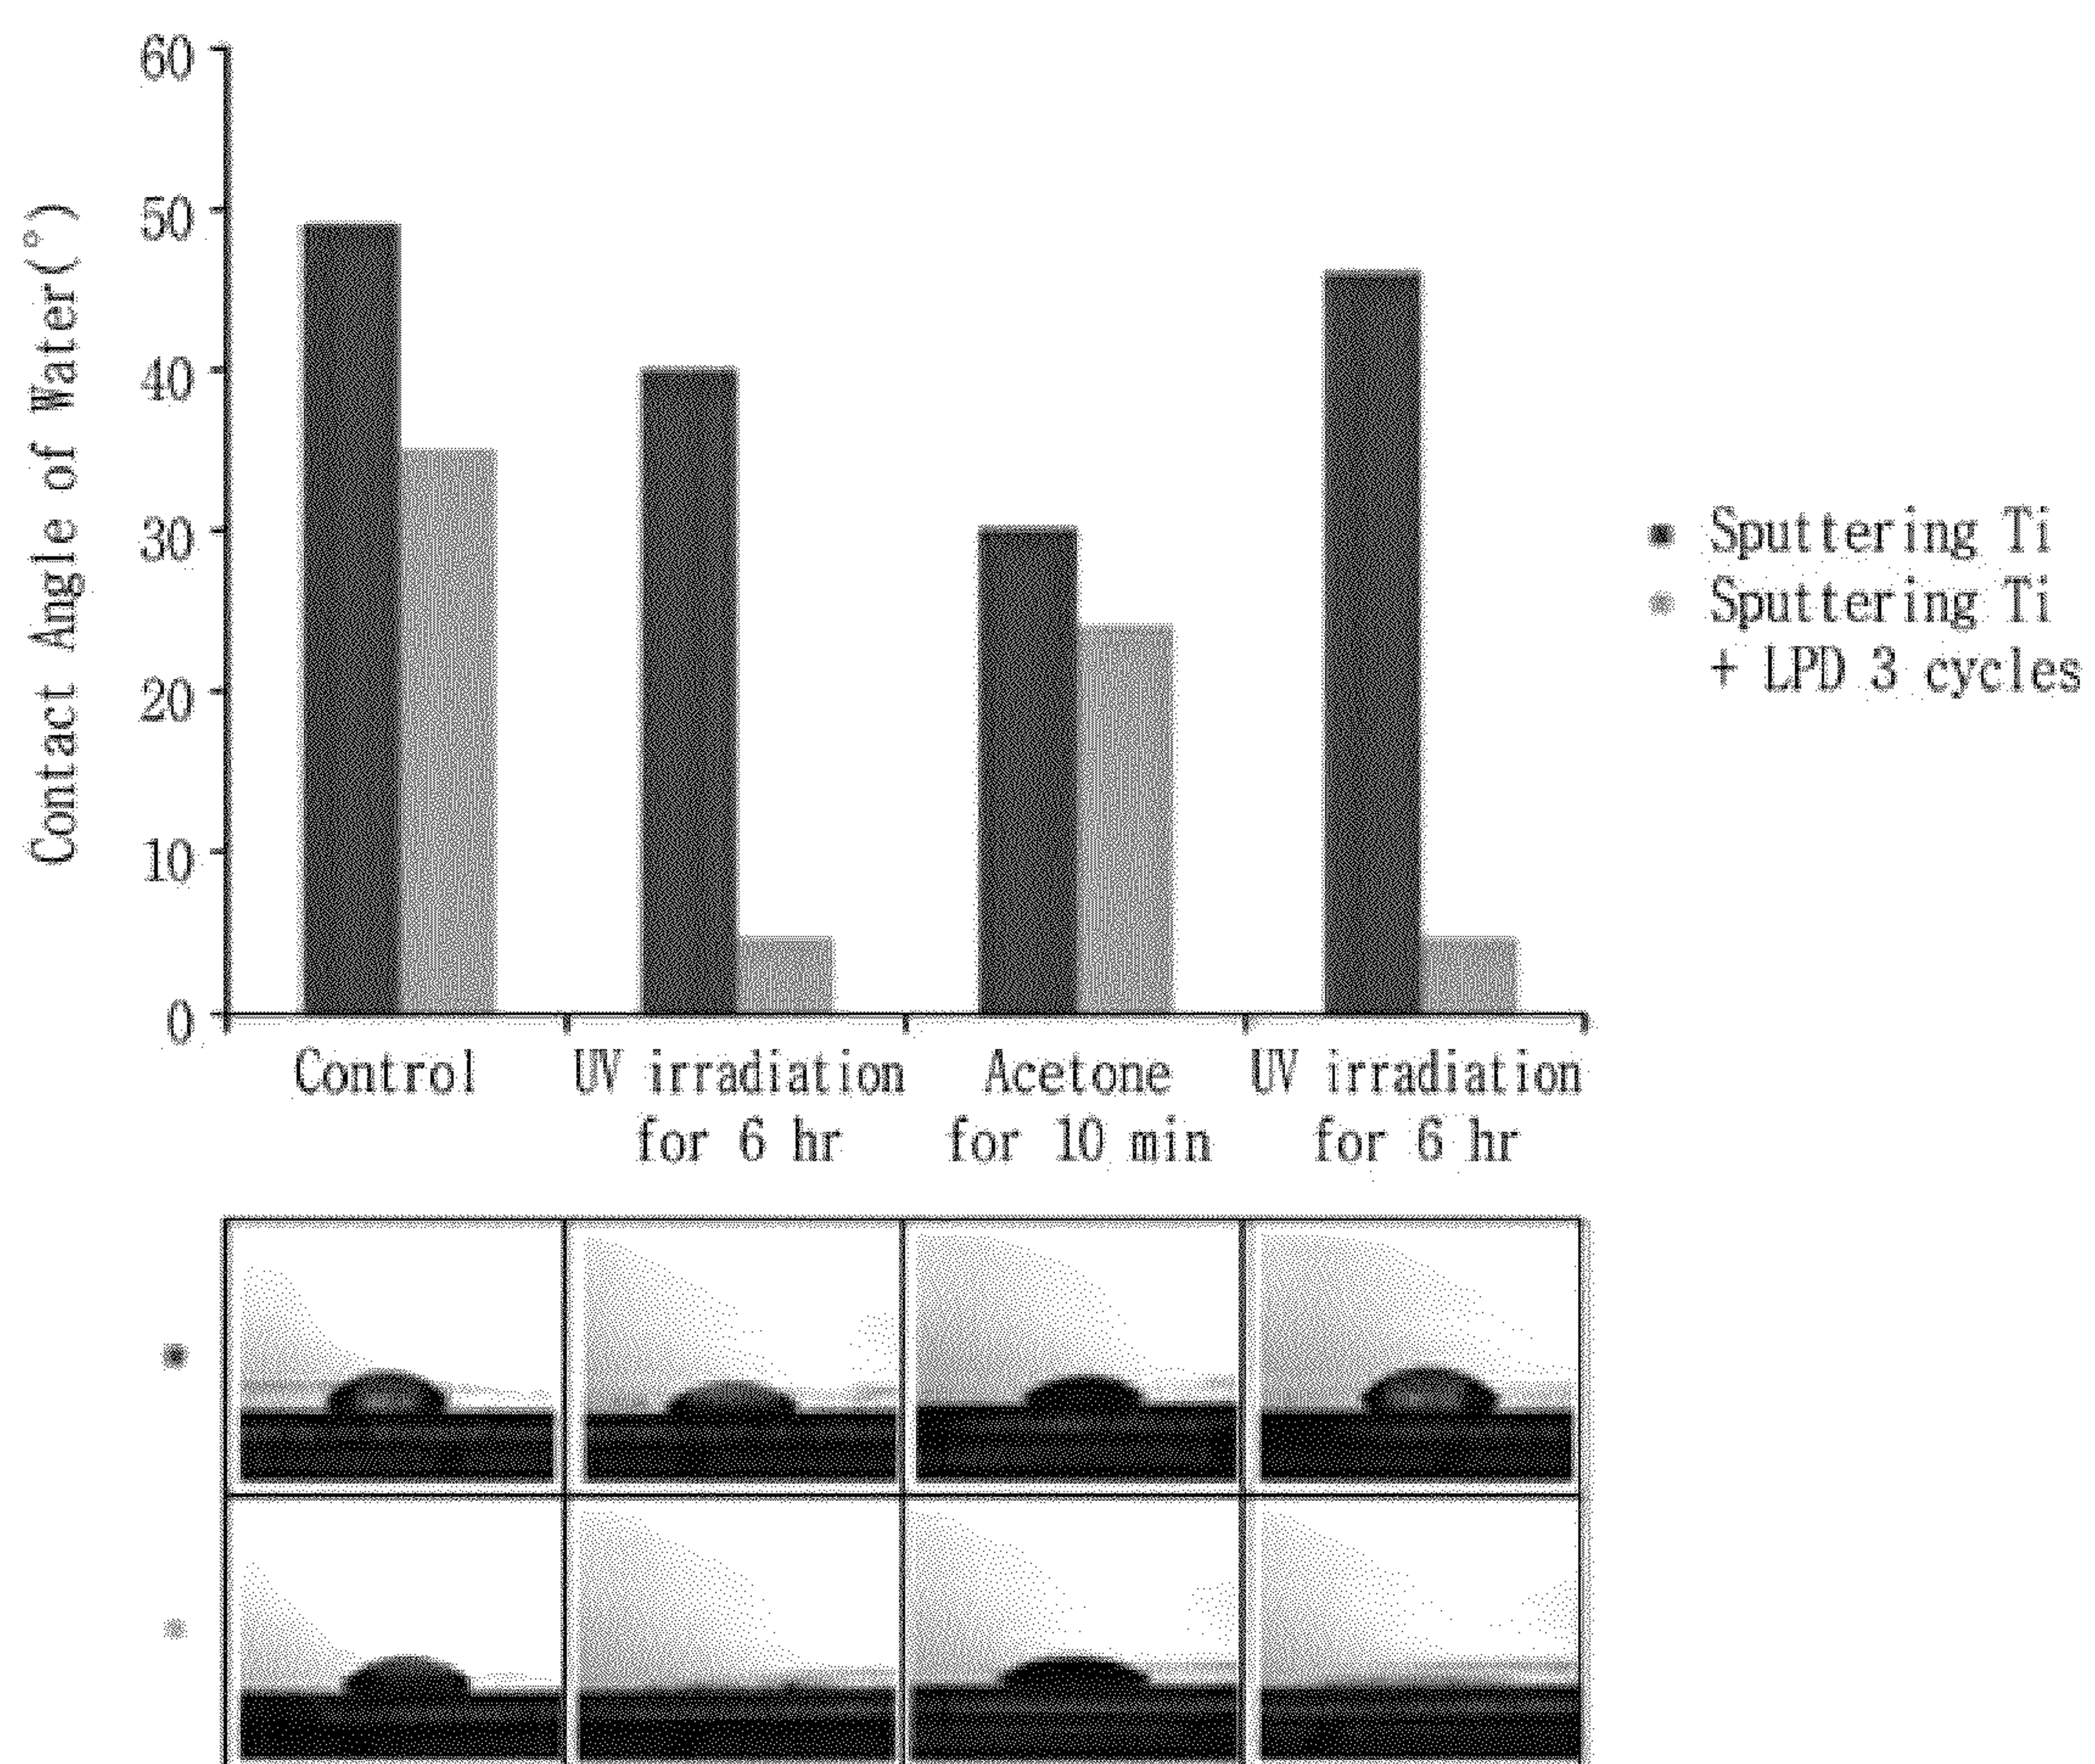 Contact Angle of Water(°)
60
50
40
30
20
10
0
Control
UV irradiation
for 6 hr
Acetone
for 10 min
UV irradiation
for 6 hr
Sputtering Ti
Sputtering Ti
+ LPD 3 cycles